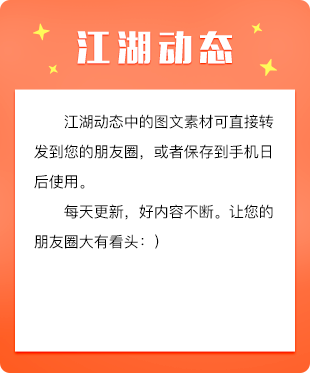 江湖动态
江湖动态中的图文素材可直接转
发到您的朋友圈，或者保存到手机日
后使用。
每天更新，好内容不断。让您的
朋友圈大有看头：）